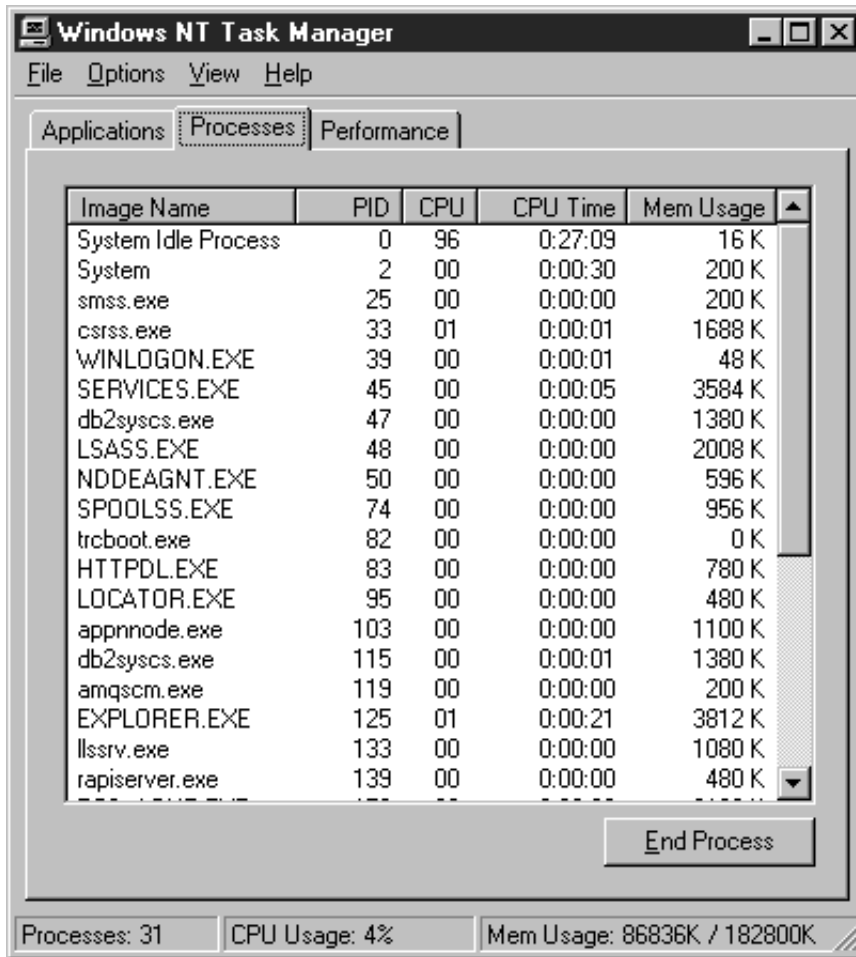 Windows NT Task Manager
File Options View Help
Applications Processes Performance
Image Name PID CPU CPU Time Mem Usage
System Idle Process 0 96 0:27:09 16 K
System 2 00 0:00:30 200 K
smss.exe 25 00 0:00:00 200 K
csrss.exe 33 01 0:00:01 1688 K
WINLOGON.EXE 39 00 0:00:01 48 K
SERVICES.EXE 45 00 0:00:05 3584 K
db2syscs.exe 47 00 0:00:00 1380 K
LSASS.EXE 48 00 0:00:00 2008 K
NDDEAGNT.EXE 50 00 0:00:00 596 K
SPOOLSS.EXE 74 00 0:00:00 956 K
trcboot.exe 82 00 0:00:00 0 K
HTTPDL.EXE 83 00 0:00:00 780 K
LOCATOR.EXE 95 00 0:00:00 480 K
appnnode.exe 103 00 0:00:00 1100 K
db2syscs.exe 115 00 0:00:01 1380 K
amqscm.exe 119 00 0:00:00 200 K
EXPLORER.EXE 125 01 0:00:21 3812 K
llssrv.exe 133 00 0:00:00 1080 K
rapiserver.exe 139 00 0:00:00 480 K
End Process
Processes: 31 CPU Usage: 4% Mem Usage: 86836K / 182800K